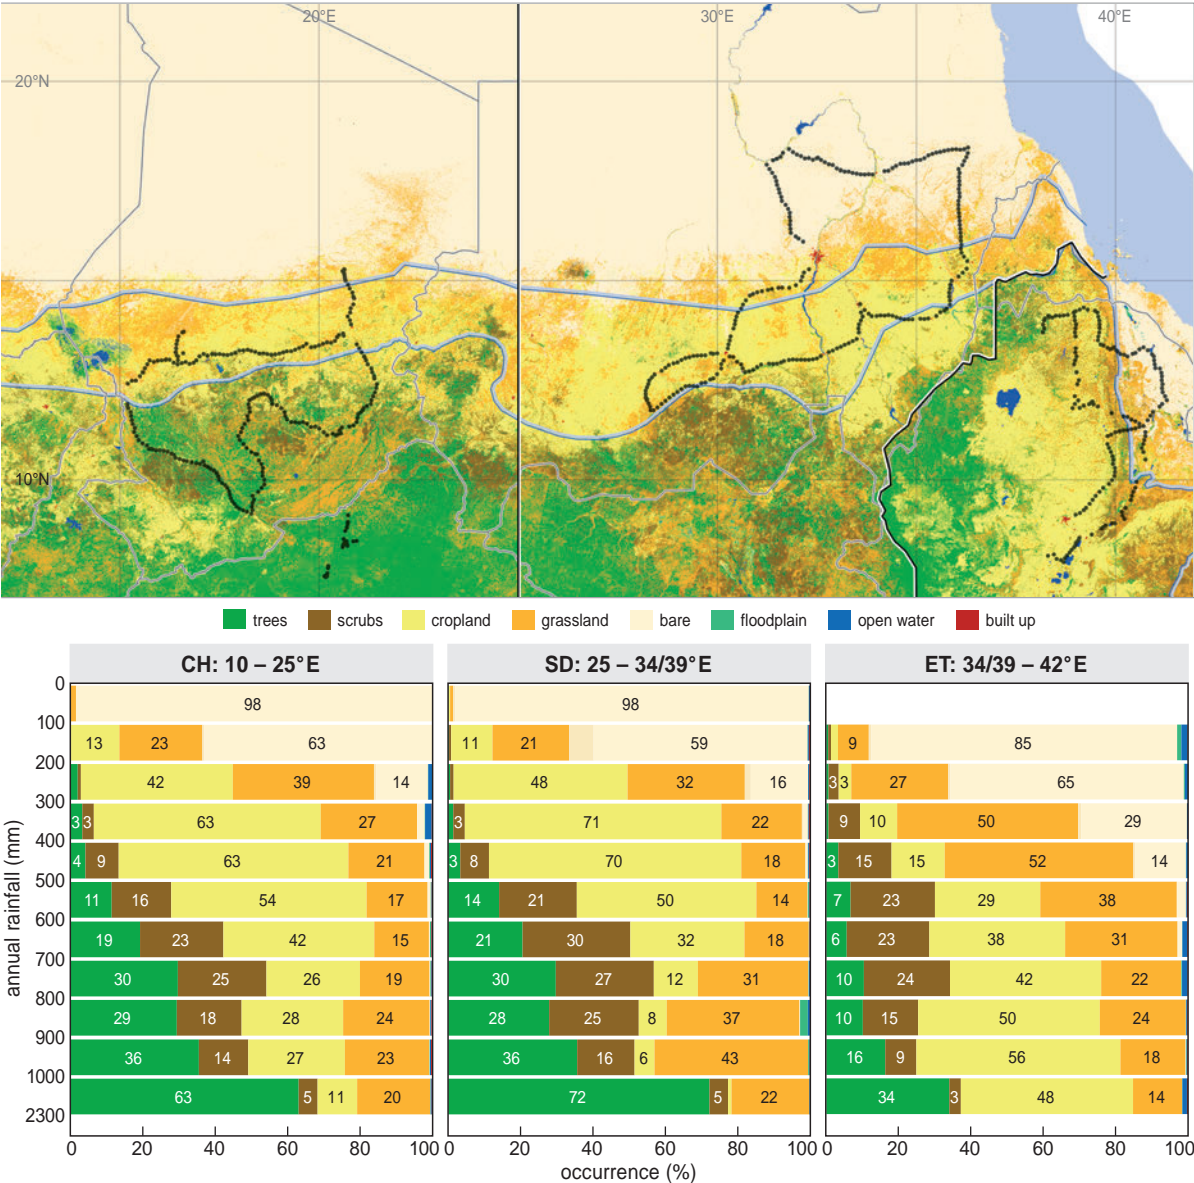 20°E 30°E 40°E
20°N
10°N
trees scrubs cropland grassland bare floodplain open water built up
CH: 10 – 25°E SD: 25 – 34/39°E ET: 34/39 – 42°E
annual rainfall (mm)
0
98 98
100
13 23 63 11 21 59 9 85
200
42 39 14 48 32 16 3 3 27 65
300
3 3 63 27 3 71 22 9 10 50 29
400
4 9 63 21 3 8 70 18 3 15 15 52 14
500
11 16 54 17 14 21 50 14 7 23 29 38
600
19 23 42 15 21 30 32 18 6 23 38 31
700
30 25 26 19 30 27 12 31 10 24 42 22
800
29 18 28 24 28 25 8 37 10 15 50 24
900
36 14 27 23 36 16 6 43 16 9 56 18
1000
63 5 11 20 72 5 22 34 3 48 14
2300
0 20 40 60 80 100 0 20 40 60 80 100 0 20 40 60 80 100
occurrence (%)